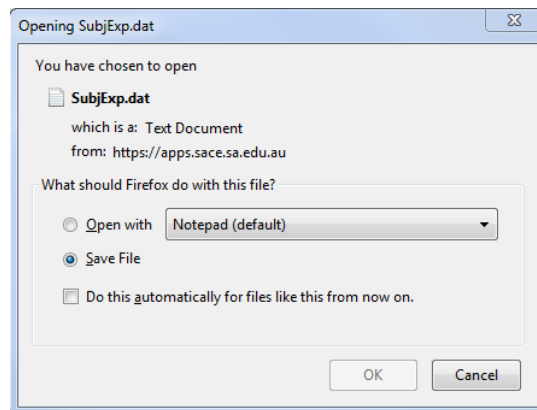 Opening SubjExp.dat
You have chosen to open
SubjExp.dat
which is a: Text Document
from: https://apps.sace.sa.edu.au
What should Firefox do with this file?
Open with Notepad (default)
Save File
Do this automatically for files like this from now on.
OK Cancel